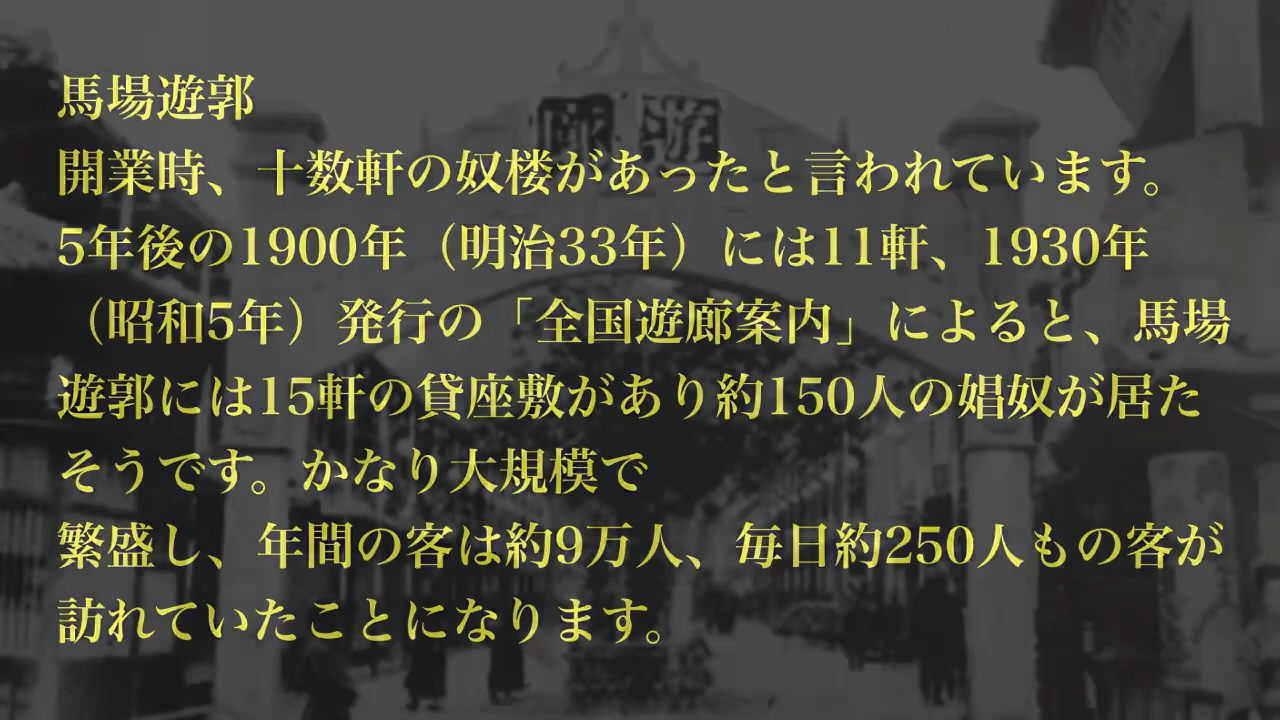 馬場遊郭
開業時、十数軒の奴楼があったと言われています。
5年後の1900年（明治33年）には11軒、1930年
（昭和5年）発行の「全国遊廊案内」によると、馬場
遊郭には15軒の貸座敷があり約150人の娼奴が居た
そうです。かなり大規模で
繁盛し、年間の客は約9万人、毎日約250人もの客が
訪れていたことになります。
廓遊